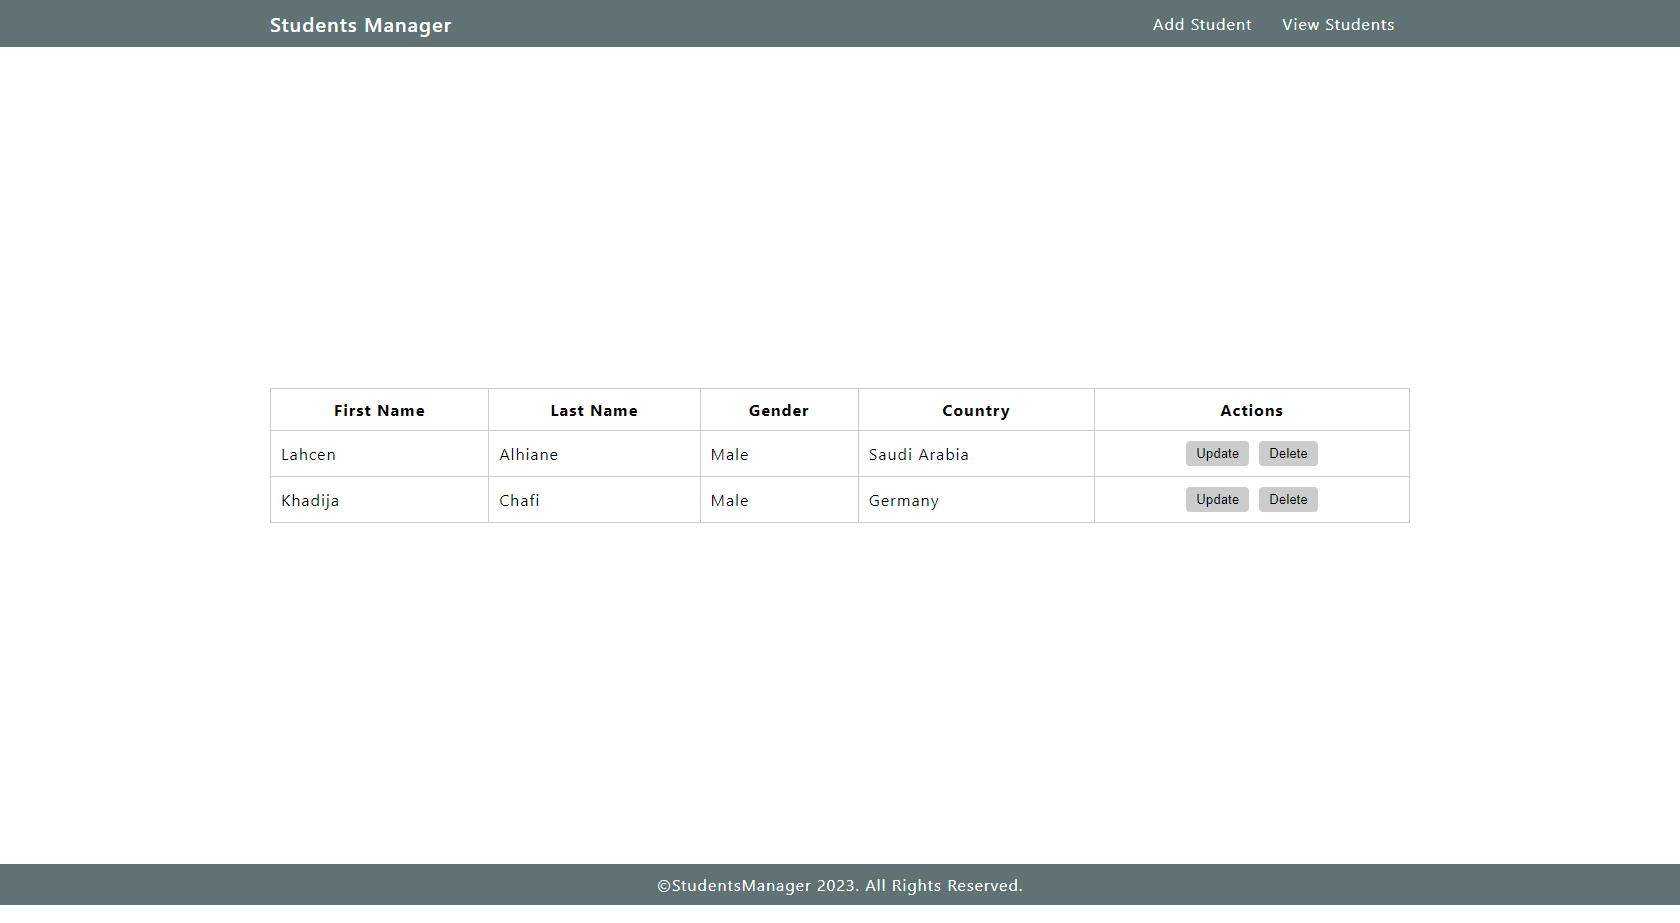 Students Manager Add Student View Students
First Name Last Name Gender Country Actions
Lahcen Alhiane Male Saudi Arabia Update Delete
Khadija Chafi Male Germany Update Delete
©StudentsManager 2023. All Rights Reserved.